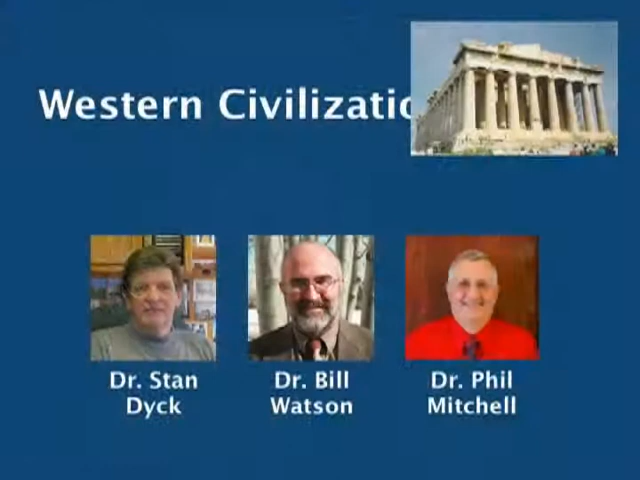 Western Civilizatio
Dr. Stan
Dyck
Dr. Bill
Watson
Dr. Phil
Mitchell